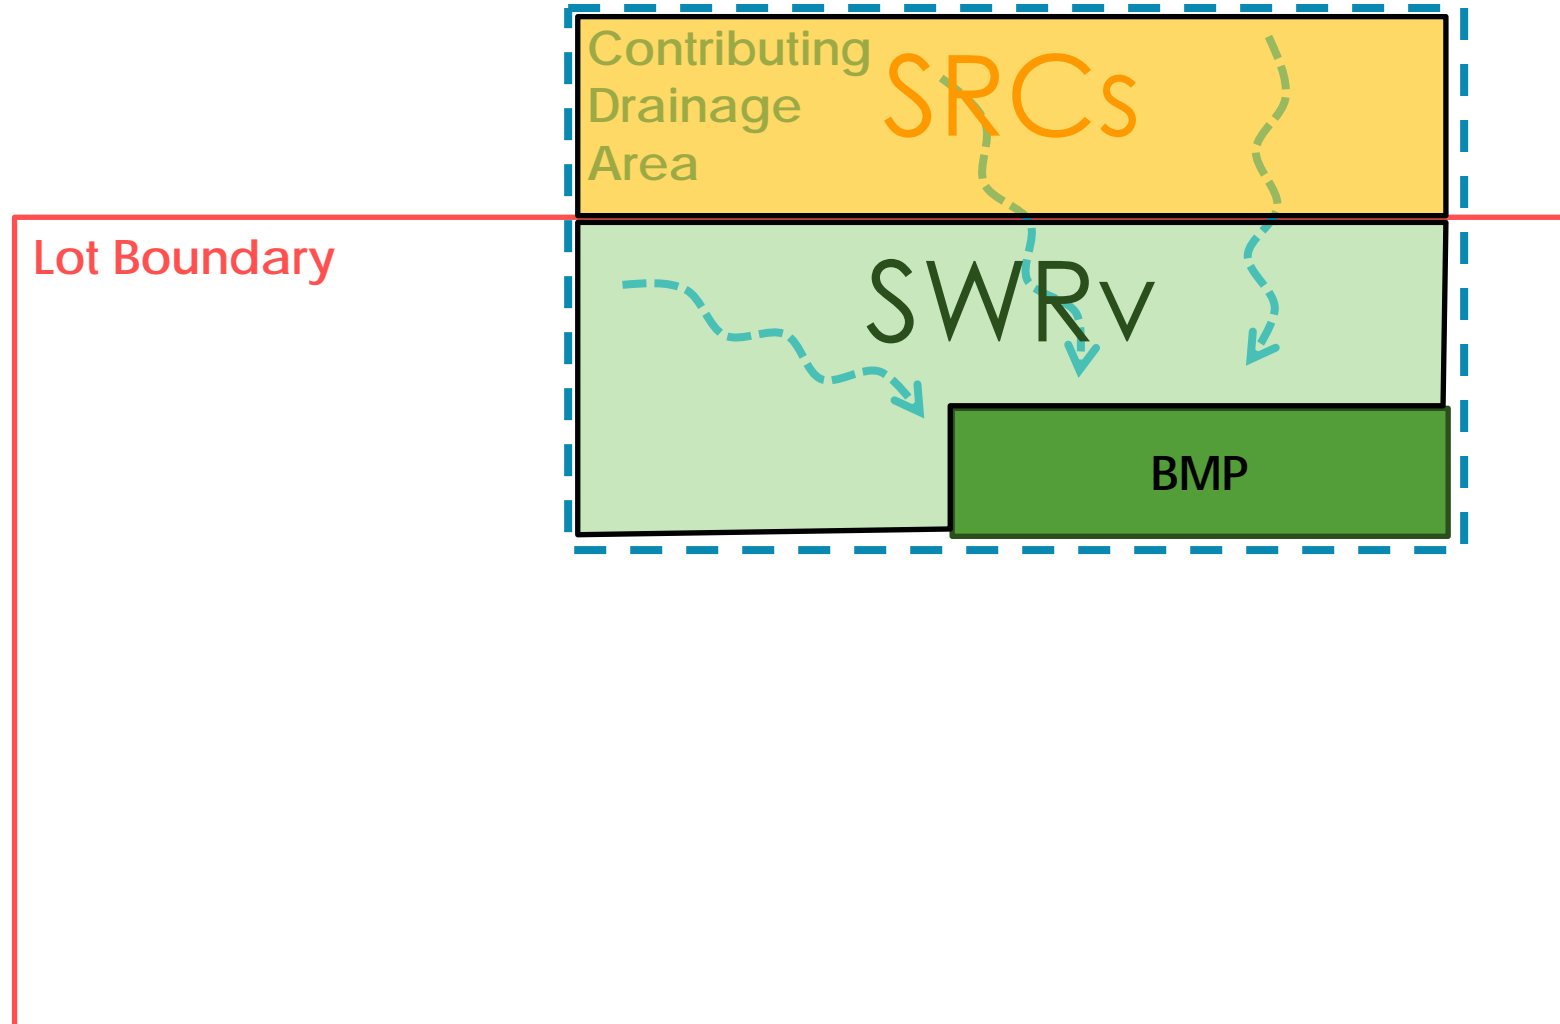 Contributing
Drainage
Area
SRCs
Lot Boundary
SWRv
BMP